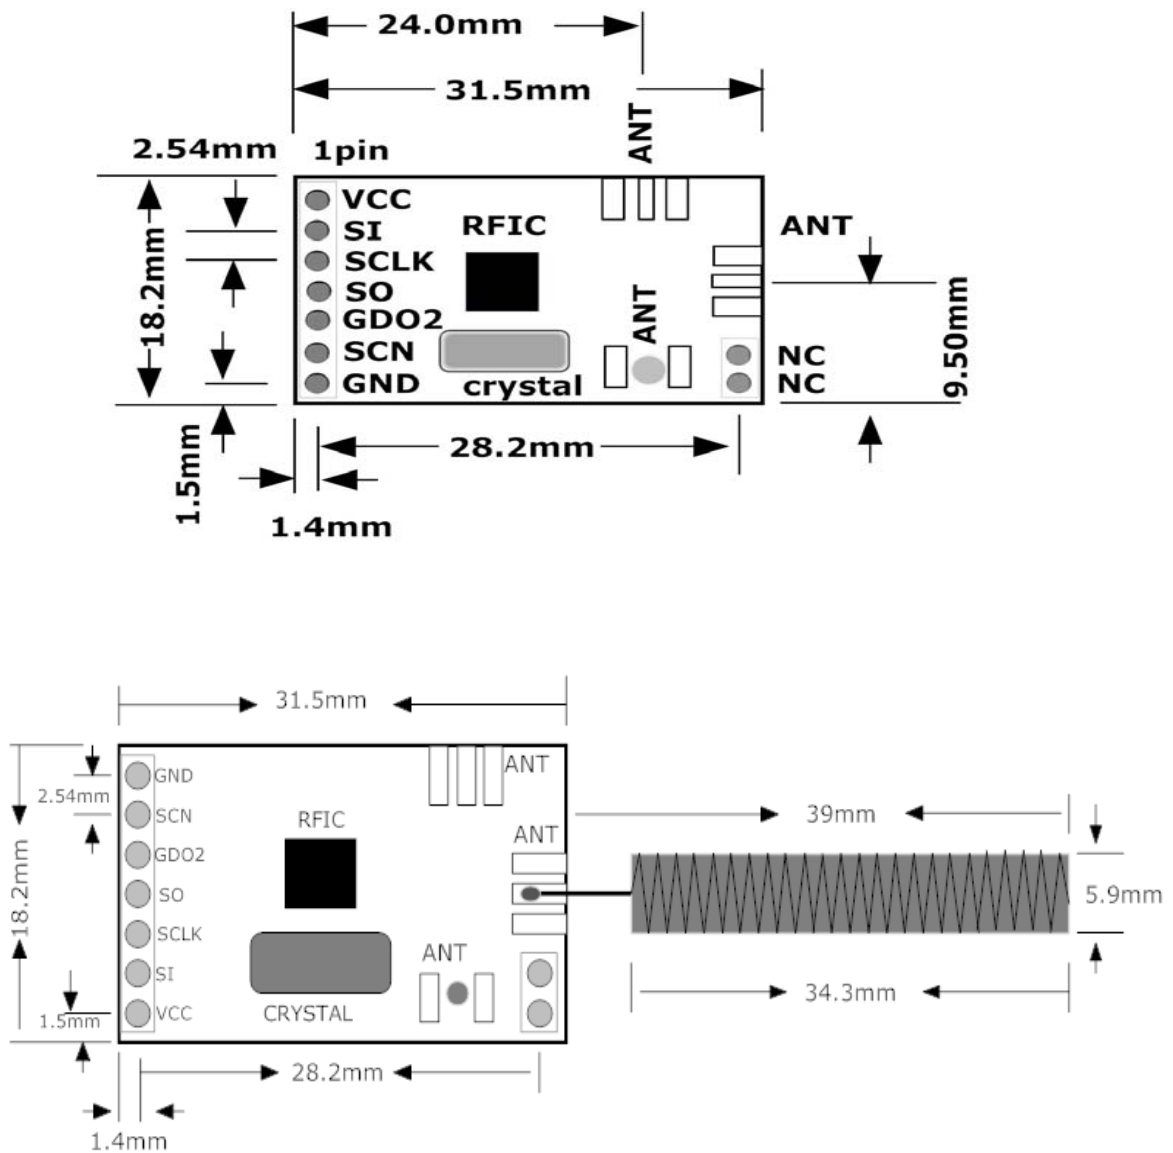 24.0mm
31.5mm
2.54mm
1pin
ANT
VCC
SI
RFIC
ANT
SCLK
SO
GDO2
ANT
SCN
NC
GND
crystal
NC
18.2mm
9.50mm
1.5mm
28.2mm
1.4mm
31.5mm
GND
ANT
2.54mm
SCN
RFIC
ANT
39mm
GDO2
18.2mm
SO
5.9mm
SCLK
ANT
SI
34.3mm
1.5mm
VCC
CRYSTAL
28.2mm
1.4mm